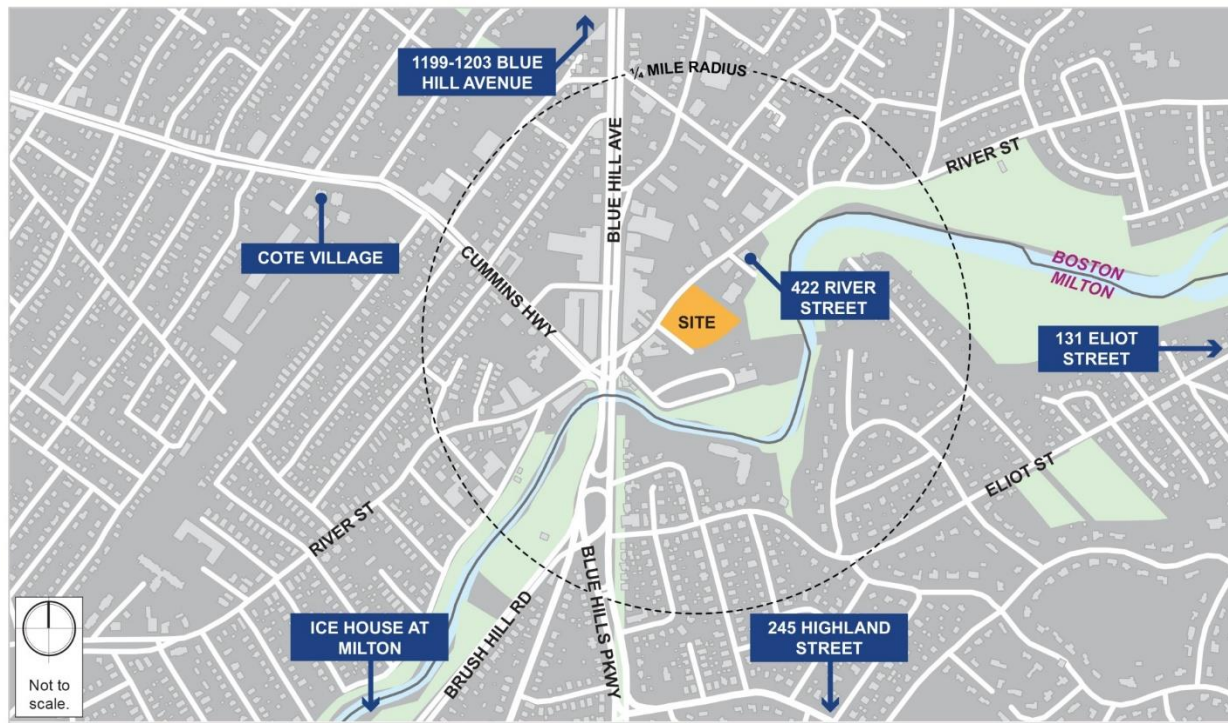 1199-1203 BLUE
HILL AVENUE
¼ MILE RADIUS
BLUE HILL AVE
RIVER ST
COTE VILLAGE
CUMMINS HWY
BOSTON
MILTON
422 RIVER
STREET
SITE
131 ELIOT
STREET
ELIOT ST
RIVER ST
BLUE HILLS PKWY
BRUSH HILL RD
ICE HOUSE AT
MILTON
245 HIGHLAND
STREET
Not to
scale.